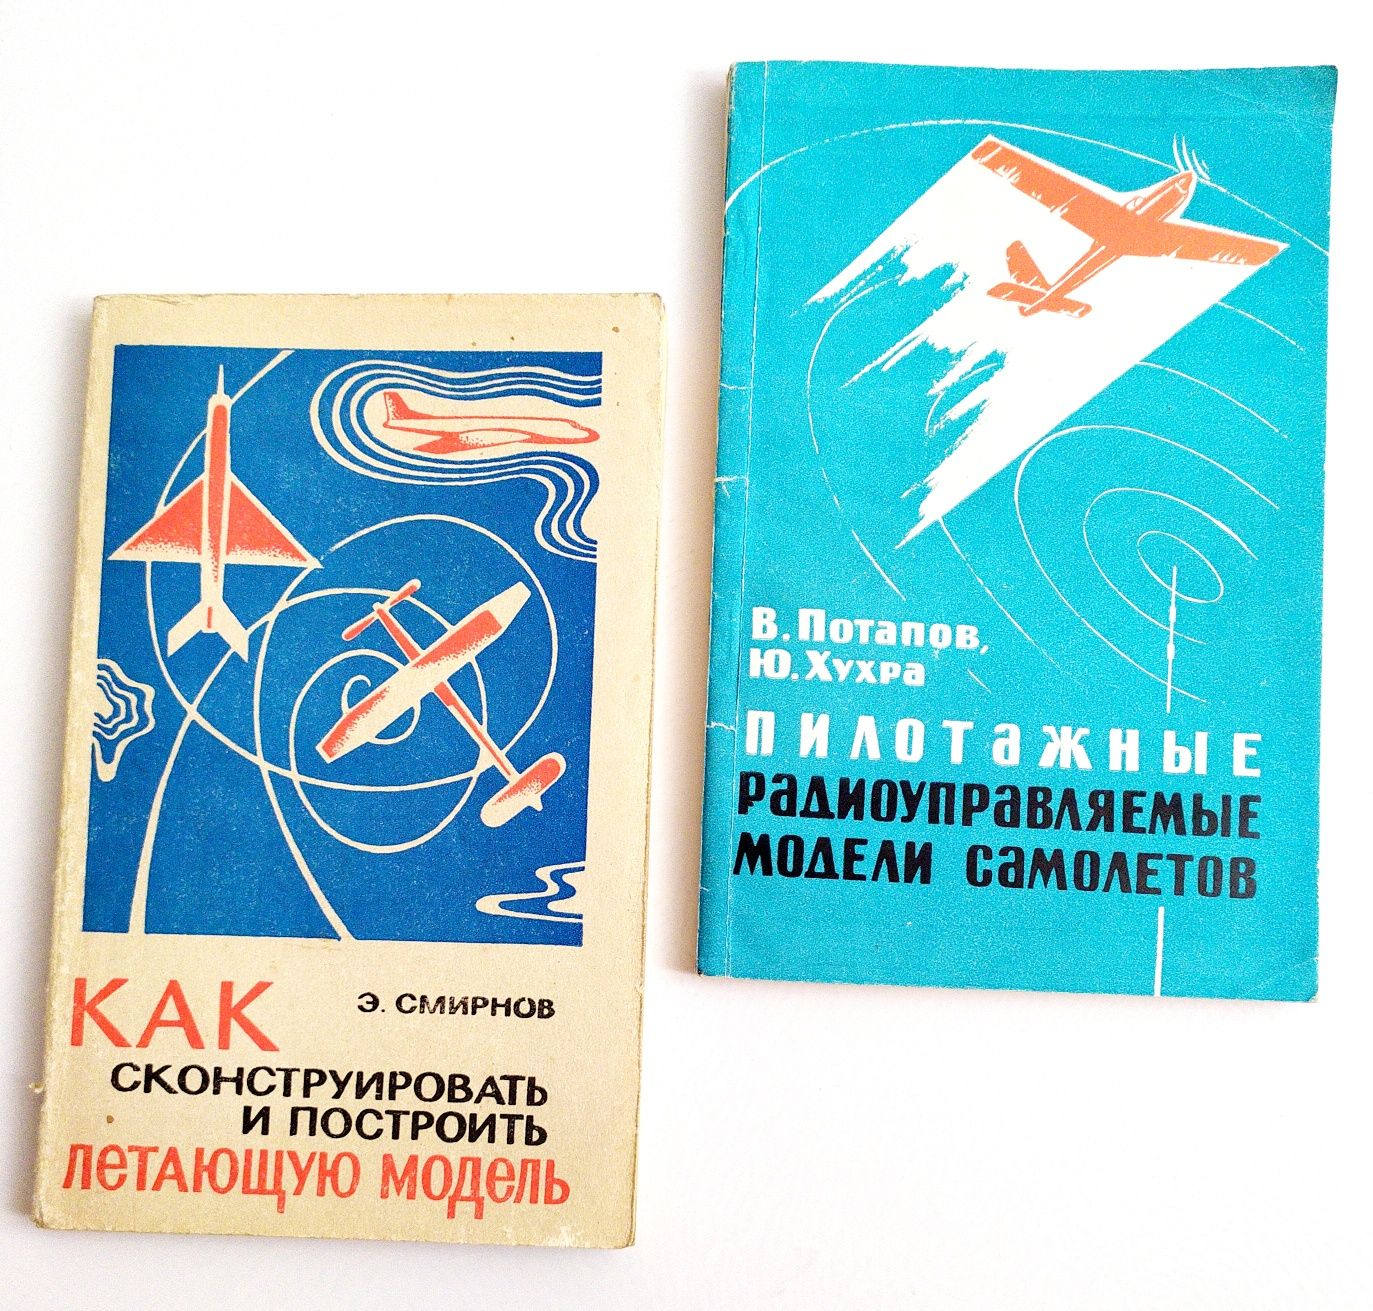 КАК
Э. СМИРНОВ
СКОНСТРУИРОВАТЬ
И ПОСТРОИТЬ
ЛЕТАЮЩУЮ МОДЕЛЬ
В. ПОТАПОВ,
Ю. ХУХРА
ПИЛОТАЖНЫЕ
РАДИОУПРАВЛЯЕМЫЕ
МОДЕЛИ САМОЛЕТОВ